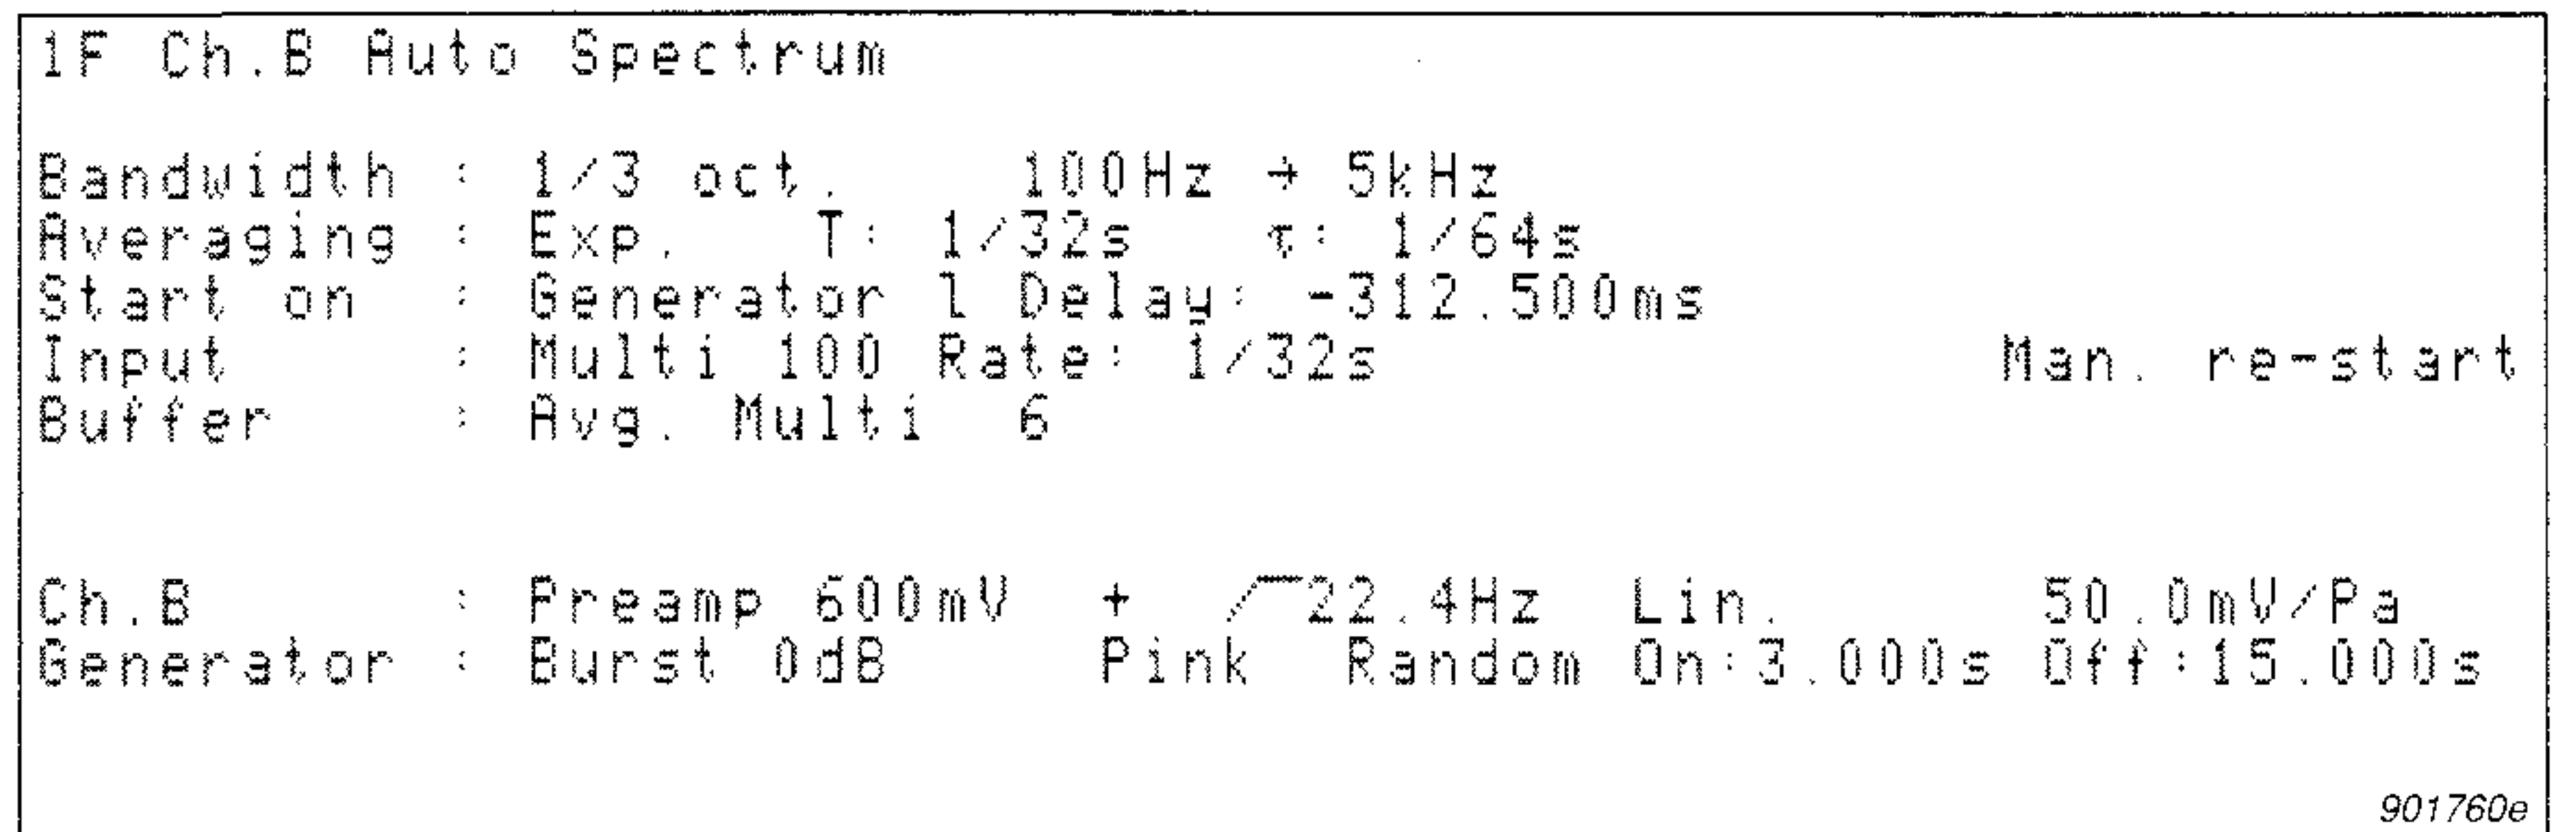 1F Ch.B Auto Spectrum
Bandwidth : 1/3 oct. 100Hz → 5kHz
Averaging : Exp. T: 1/32s τ: 1/64s
Start on : Generator l Delay: -312.500ms
Input : Multi 100 Rate: 1/32s Man. re-start
Buffer : Avg. Multi 6
Ch.B : Preamp 600mV + 22.4Hz Lin. 50.0mV/Pa
Generator : Burst 0dB Pink Random On:3.000s Off:15.000s
901760e